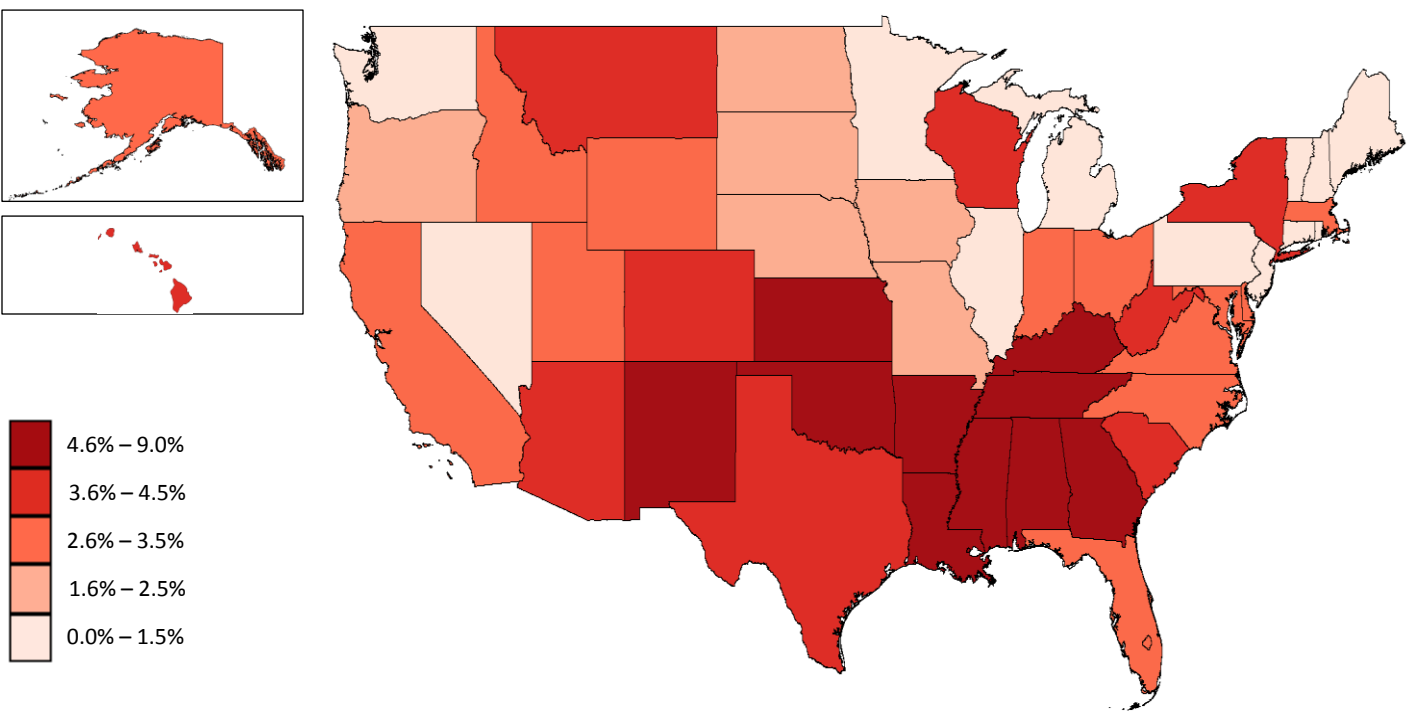 4.6% – 9.0%
3.6% – 4.5%
2.6% – 3.5%
1.6% – 2.5%
0.0% – 1.5%